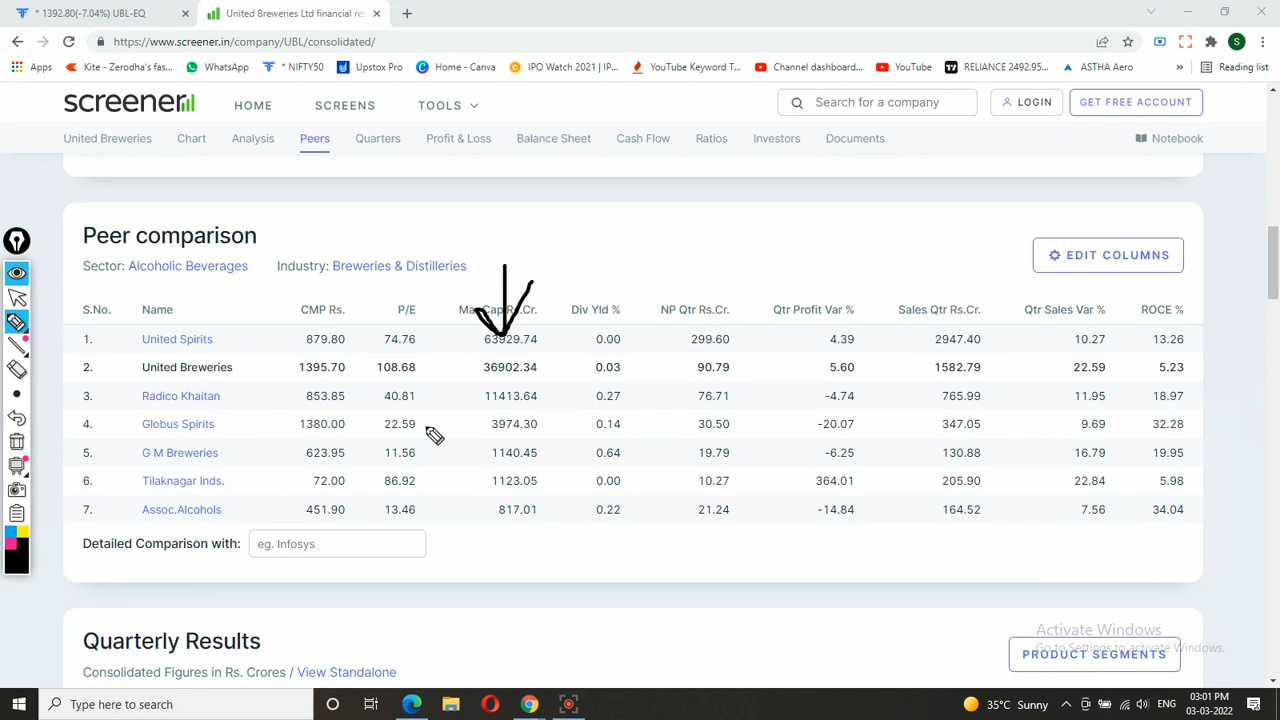 * 1392.80(-7.04%) UBL-EQ
United Breweries Ltd financial res
https://www.screener.in/company/UBL/consolidated/
S
Apps
Kite - Zerodha's fas...
WhatsApp
* NIFTY50
Upstox Pro
Home - Canva
IPO Watch 2021 | IP...
YouTube Keyword T...
Channel dashboard...
YouTube
RELIANCE 2492.95...
ASTHA Aero
»
Reading list
screener
HOME
SCREENS
TOOLS
Search for a company
LOGIN
GET FREE ACCOUNT
United Breweries
Chart
Analysis
Peers
Quarters
Profit & Loss
Balance Sheet
Cash Flow
Ratios
Investors
Documents
Notebook
Peer comparison
Sector: Alcoholic Beverages Industry: Breweries & Distilleries
EDIT COLUMNS
S.No. Name CMP Rs. P/E Mar Cap Rs.Cr. Div Yld % NP Qtr Rs.Cr. Qtr Profit Var % Sales Qtr Rs.Cr. Qtr Sales Var % ROCE %
1. United Spirits 879.80 74.76 63929.74 0.00 299.60 4.39 2947.40 10.27 13.26
2. United Breweries 1395.70 108.68 36902.34 0.03 90.79 5.60 1582.79 22.59 5.23
3. Radico Khaitan 853.85 40.81 11413.64 0.27 76.71 -4.74 765.99 11.95 18.97
4. Globus Spirits 1380.00 22.59 3974.30 0.14 30.50 -20.07 347.05 9.69 32.28
5. G M Breweries 623.95 11.56 1140.45 0.64 19.79 -6.25 130.88 16.79 19.95
6. Tilaknagar Inds. 72.00 86.92 1123.05 0.00 10.27 364.01 205.90 22.84 5.98
7. Assoc.Alcohols 451.90 13.46 817.01 0.22 21.24 -14.84 164.52 7.56 34.04
Detailed Comparison with: eg. Infosys
Quarterly Results
Consolidated Figures in Rs. Crores / View Standalone
PRODUCT SEGMENTS
Activate Windows
Go to Settings to activate Windows.
Type here to search
35°C Sunny
ENG
03:01 PM
03-03-2022